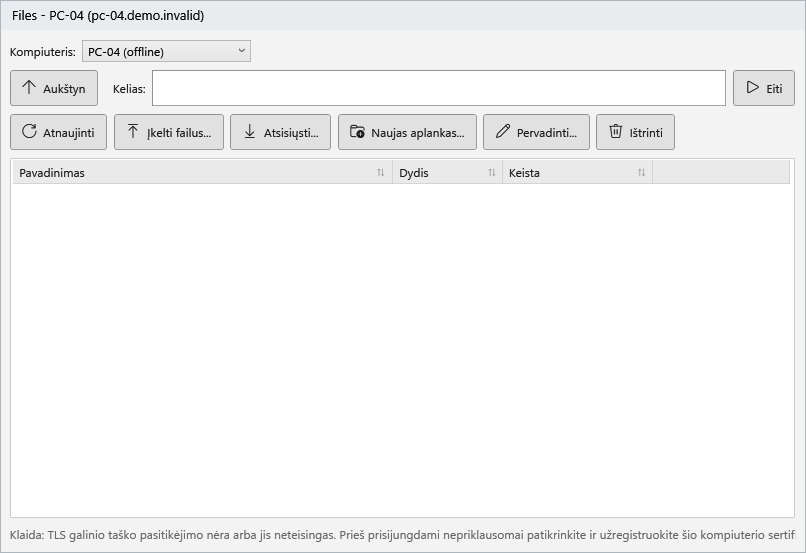 Files - PC-04 (pc-04.demo.invalid)
Kompiuteris: PC-04 (offline)
Aukštyn Kelias: Eiti
Atnaujinti Įkelti failus... Atsisiųsti... Naujas aplankas... Pervadinti... Ištrinti
Pavadinimas Dydis Keista
Klaida: TLS galinio taško pasitikėjimo nėra arba jis neteisingas. Prieš prisijungdami nepriklausomai patikrinkite ir užregistruokite šio kompiuterio sertif